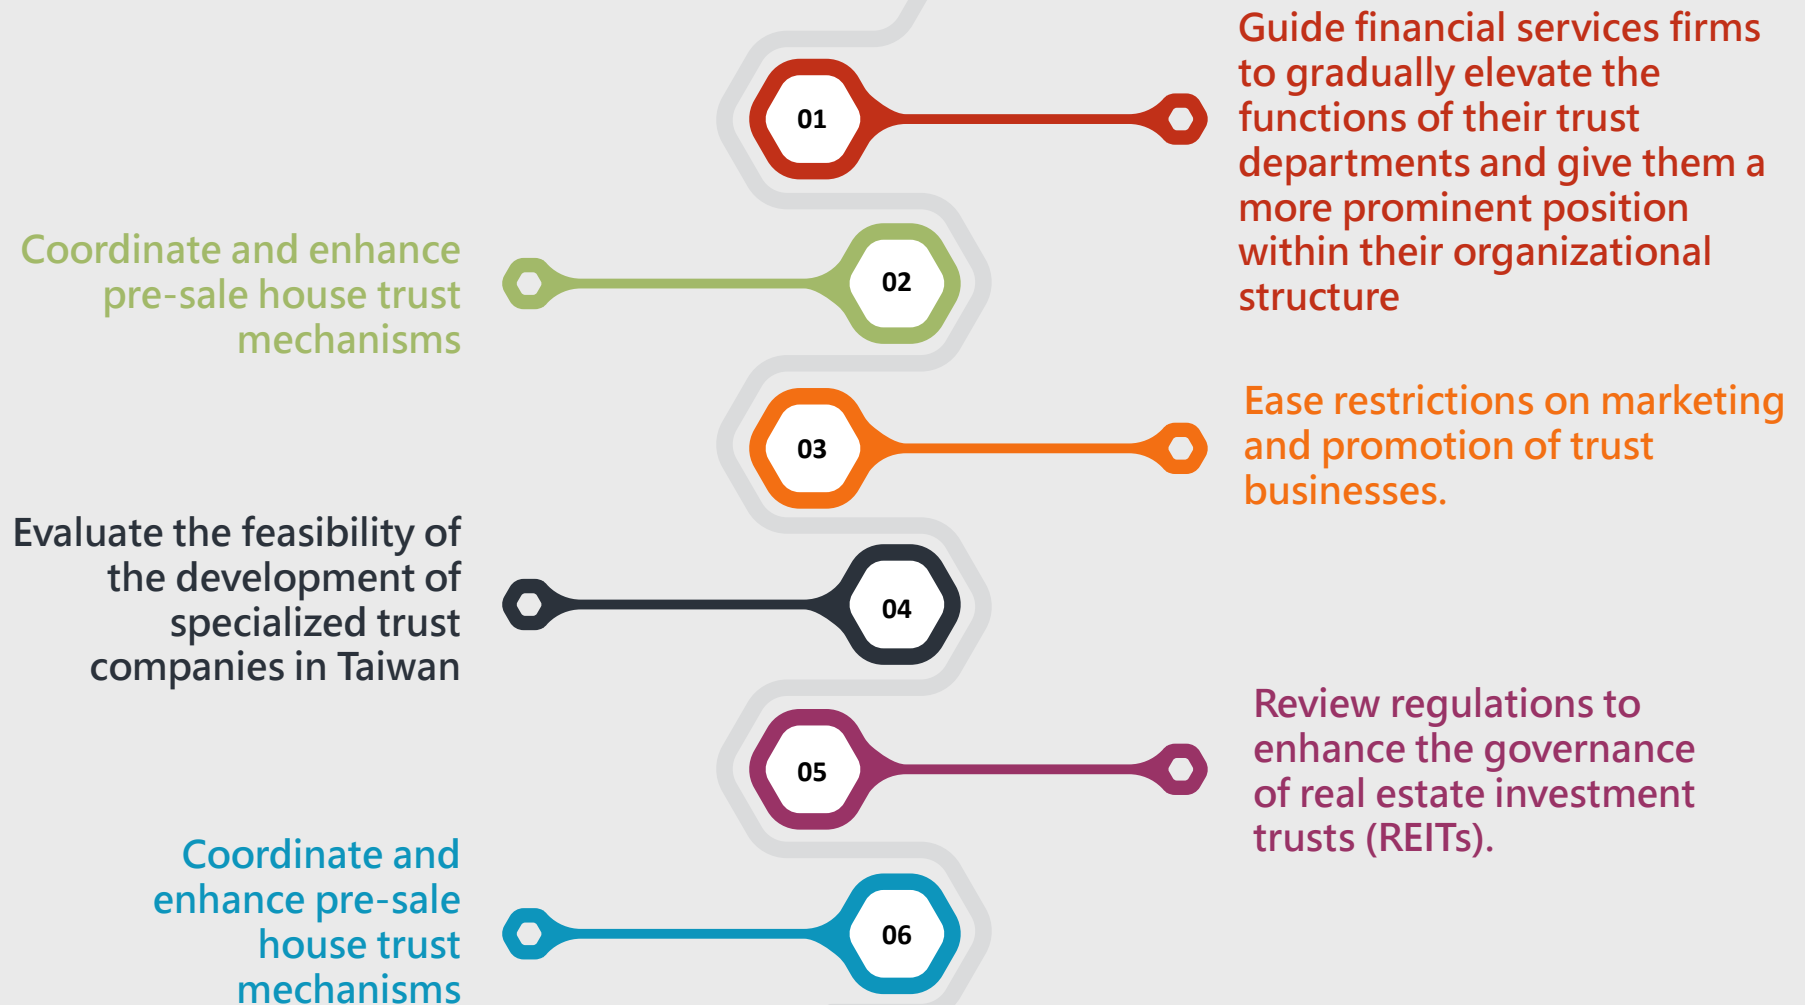 01
Guide financial services firms
to gradually elevate the
functions of their trust
departments and give them a
more prominent position
within their organizational
structure
Coordinate and enhance
pre-sale house trust
mechanisms
02
03
Ease restrictions on marketing
and promotion of trust
businesses.
Evaluate the feasibility of
the development of
specialized trust
companies in Taiwan
04
05
Review regulations to
enhance the governance
of real estate investment
trusts (REITs).
Coordinate and
enhance pre-sale
house trust
mechanisms
06